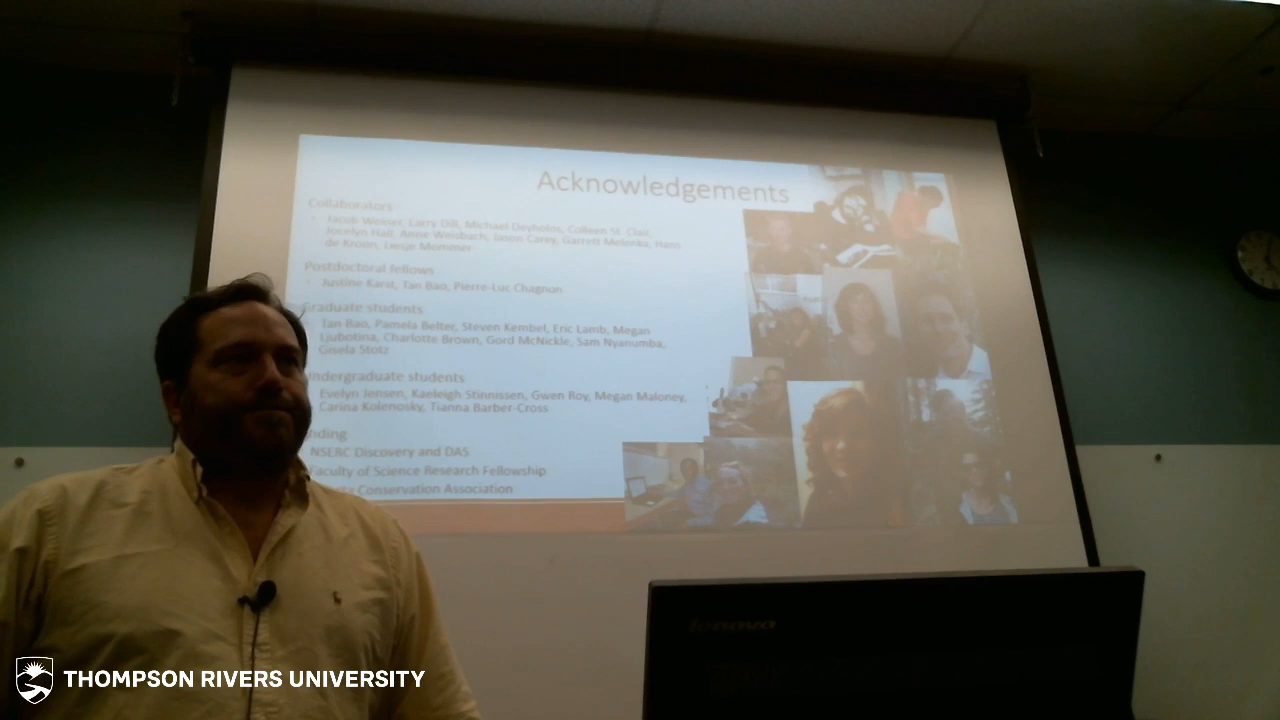 Acknowledgements
Collaborators
Jacob Weiner, Larry Dill, Michael Deyholos, Colleen St. Clair,
Jocelyn Hall, Anne Weisbach, Jason Carey, Garrett Melenka, Hans
de Kroon, Liesje Mommer
Postdoctoral fellows
Justine Karst, Tan Bao, Pierre-Luc Chagnon
Graduate students
Tan Bao, Pamela Belter, Steven Kembel, Eric Lamb, Megan
Ljubotina, Charlotte Brown, Gord McNickle, Sam Nyanumba,
Gisela Stotz
ndergraduate students
Evelyn Jensen, Kaeleigh Stinnissen, Gwen Roy, Megan Maloney,
Carina Kolenosky, Tianna Barber-Cross
nding
NSERC Discovery and DAS
Faculty of Science Research Fellowship
Conservation Association
lenovo
THOMPSON RIVERS UNIVERSITY